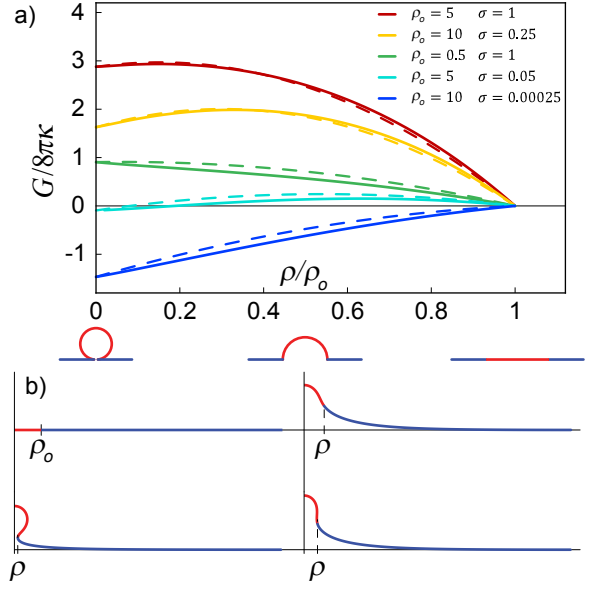 a)
4
3
2
1
0
-1
G/8πκ
ρₒ = 5 σ = 1
ρₒ = 10 σ = 0.25
ρₒ = 0.5 σ = 1
ρₒ = 5 σ = 0.05
ρₒ = 10 σ = 0.00025
ρ/ρₒ
0 0.2 0.4 0.6 0.8 1
b)
ρₒ
ρ
ρ
ρ